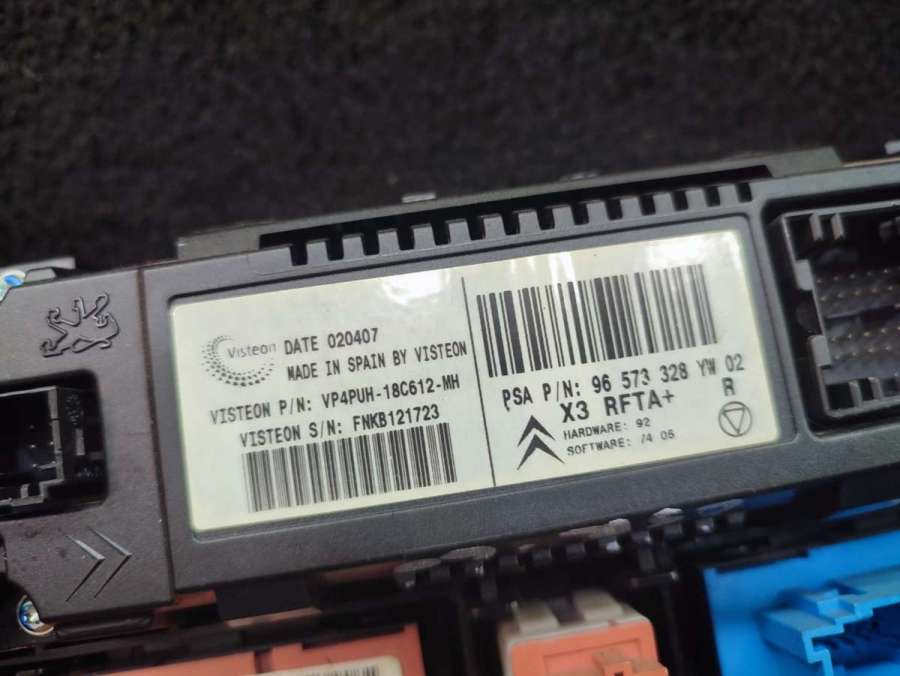 Visteon DATE 020407
MADE IN SPAIN BY VISTEON
VISTEON P/N: VP4PUH-18C612-MH
VISTEON S/N: FNKB121723
PSA P/N: 96 573 328 YW 02
X3 RFTA+ R
HARDWARE: 92
SOFTWARE: 74 06